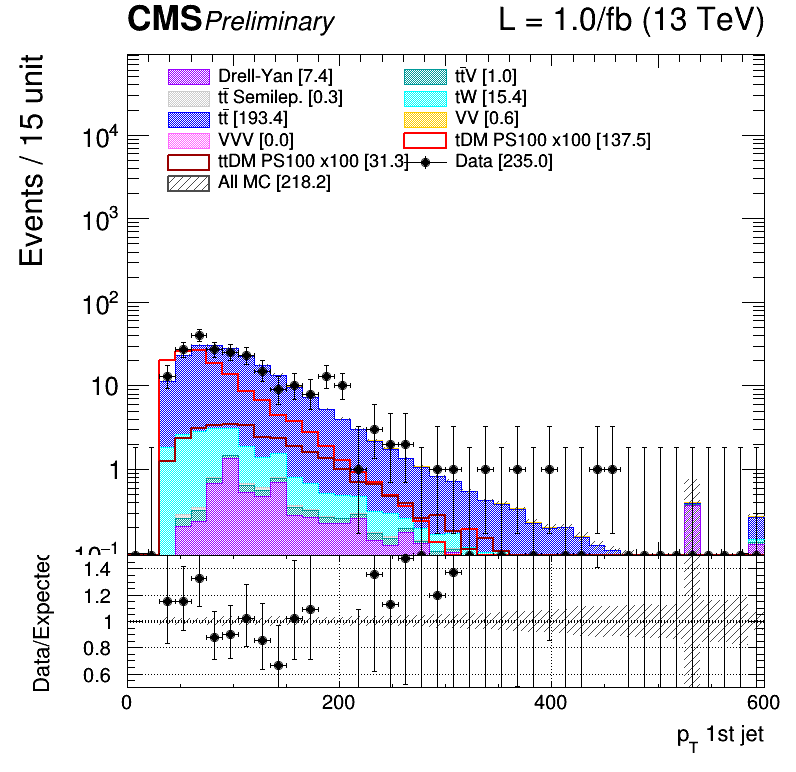 CMS Preliminary L = 1.0/fb (13 TeV)
Events / 15 unit
Drell-Yan [7.4]
tt̄ Semilep. [0.3]
tt̄ [193.4]
VVV [0.0]
ttDM PS100 x100 [31.3]
All MC [218.2]
tt̄V [1.0]
tW [15.4]
VV [0.6]
tDM PS100 x100 [137.5]
Data [235.0]
10⁴
10³
10²
10
1
10⁻¹
Data/Expected
1.4
1.2
1
0.8
0.6
0 200 400 600
p_T 1st jet